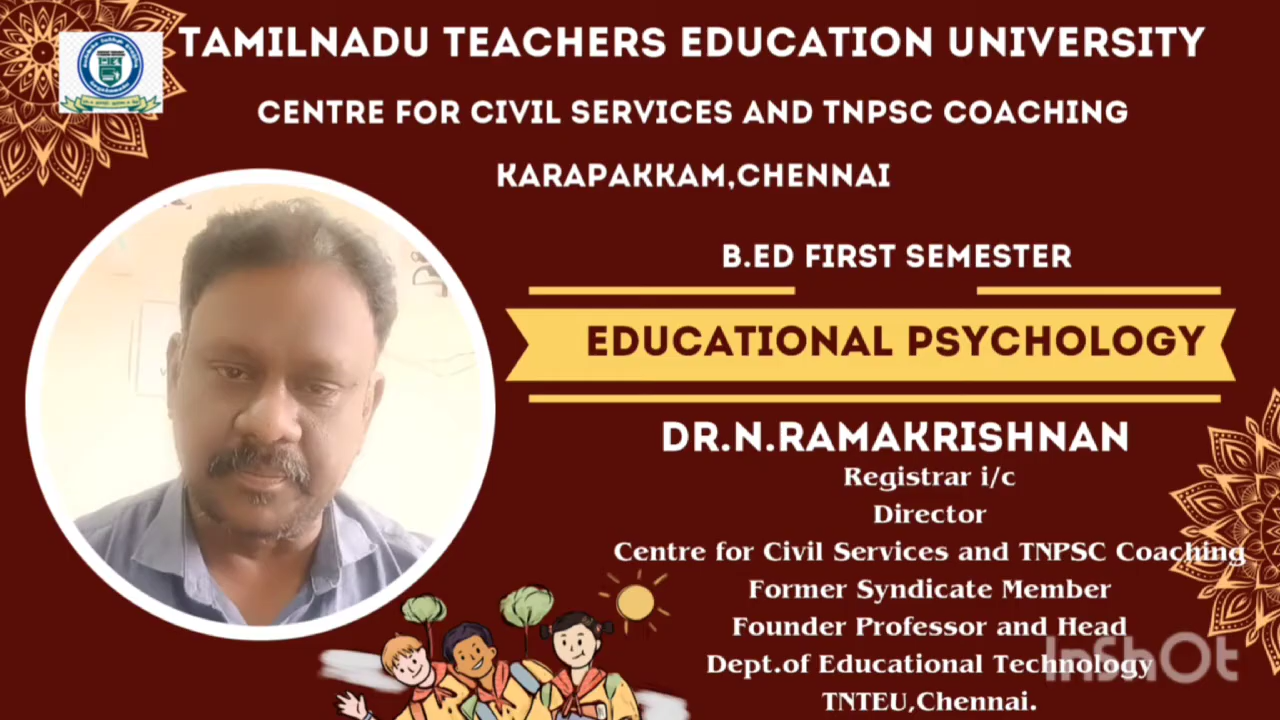 TAMILNADU TEACHERS EDUCATION UNIVERSITY
CENTRE FOR CIVIL SERVICES AND TNPSC COACHING
KARAPAKKAM,CHENNAI
B.ED FIRST SEMESTER
EDUCATIONAL PSYCHOLOGY
DR.N.RAMAKRISHNAN
Registrar i/c
Director
Centre for Civil Services and TNPSC Coaching
Former Syndicate Member
Founder Professor and Head
Dept.of Educational Technology
TNTEU,Chennai.
InShOt